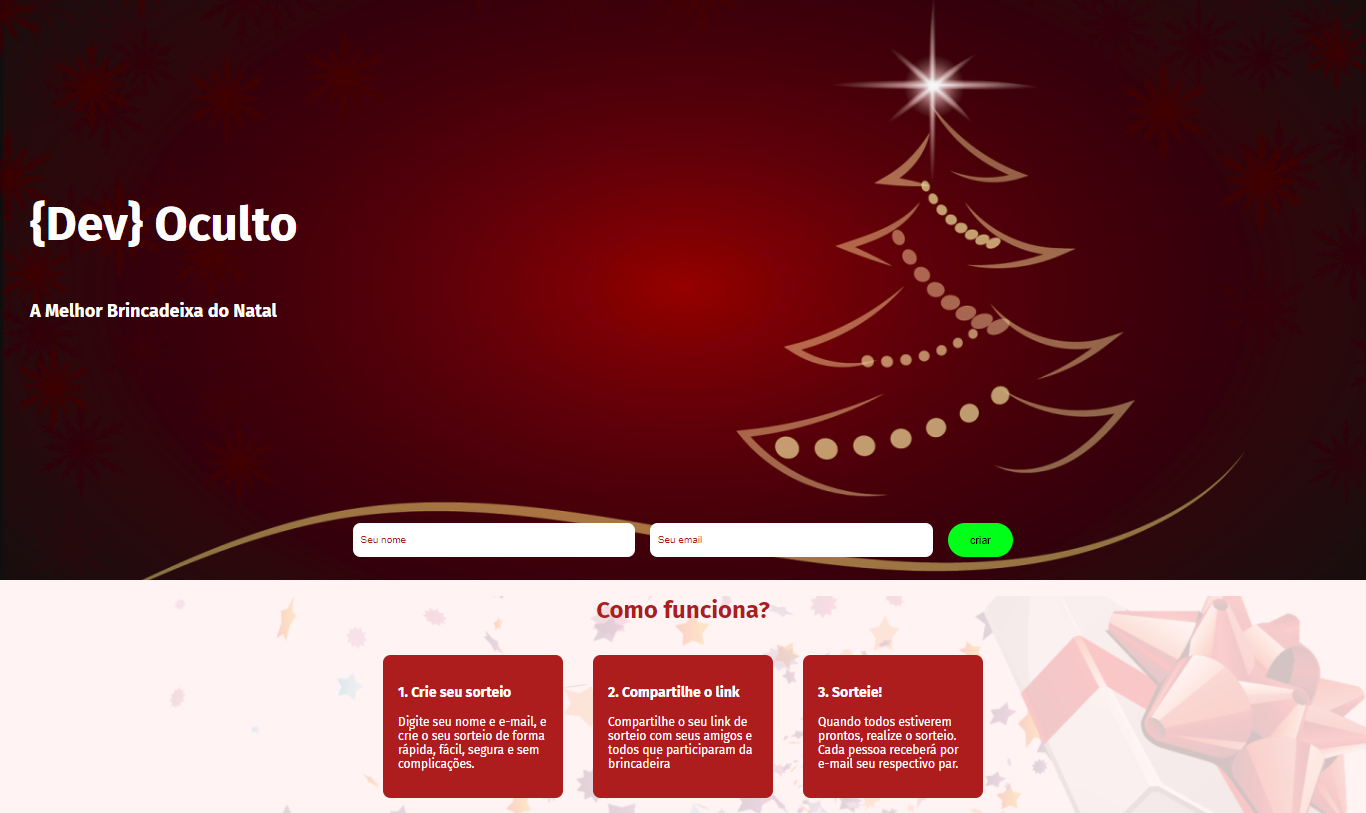 {Dev} Oculto
A Melhor Brincadeixa do Natal
Seu nome
Seu email
criar
Como funciona?
1. Crie seu sorteio
Digite seu nome e e-mail, e
crie o seu sorteio de forma
rápida, fácil, segura e sem
complicações.
2. Compartilhe o link
Compartilhe o seu link de
sorteio com seus amigos e
todos que participaram da
brincadeira
3. Sorteie!
Quando todos estiverem
prontos, realize o sorteio.
Cada pessoa receberá por
e-mail seu respectivo par.